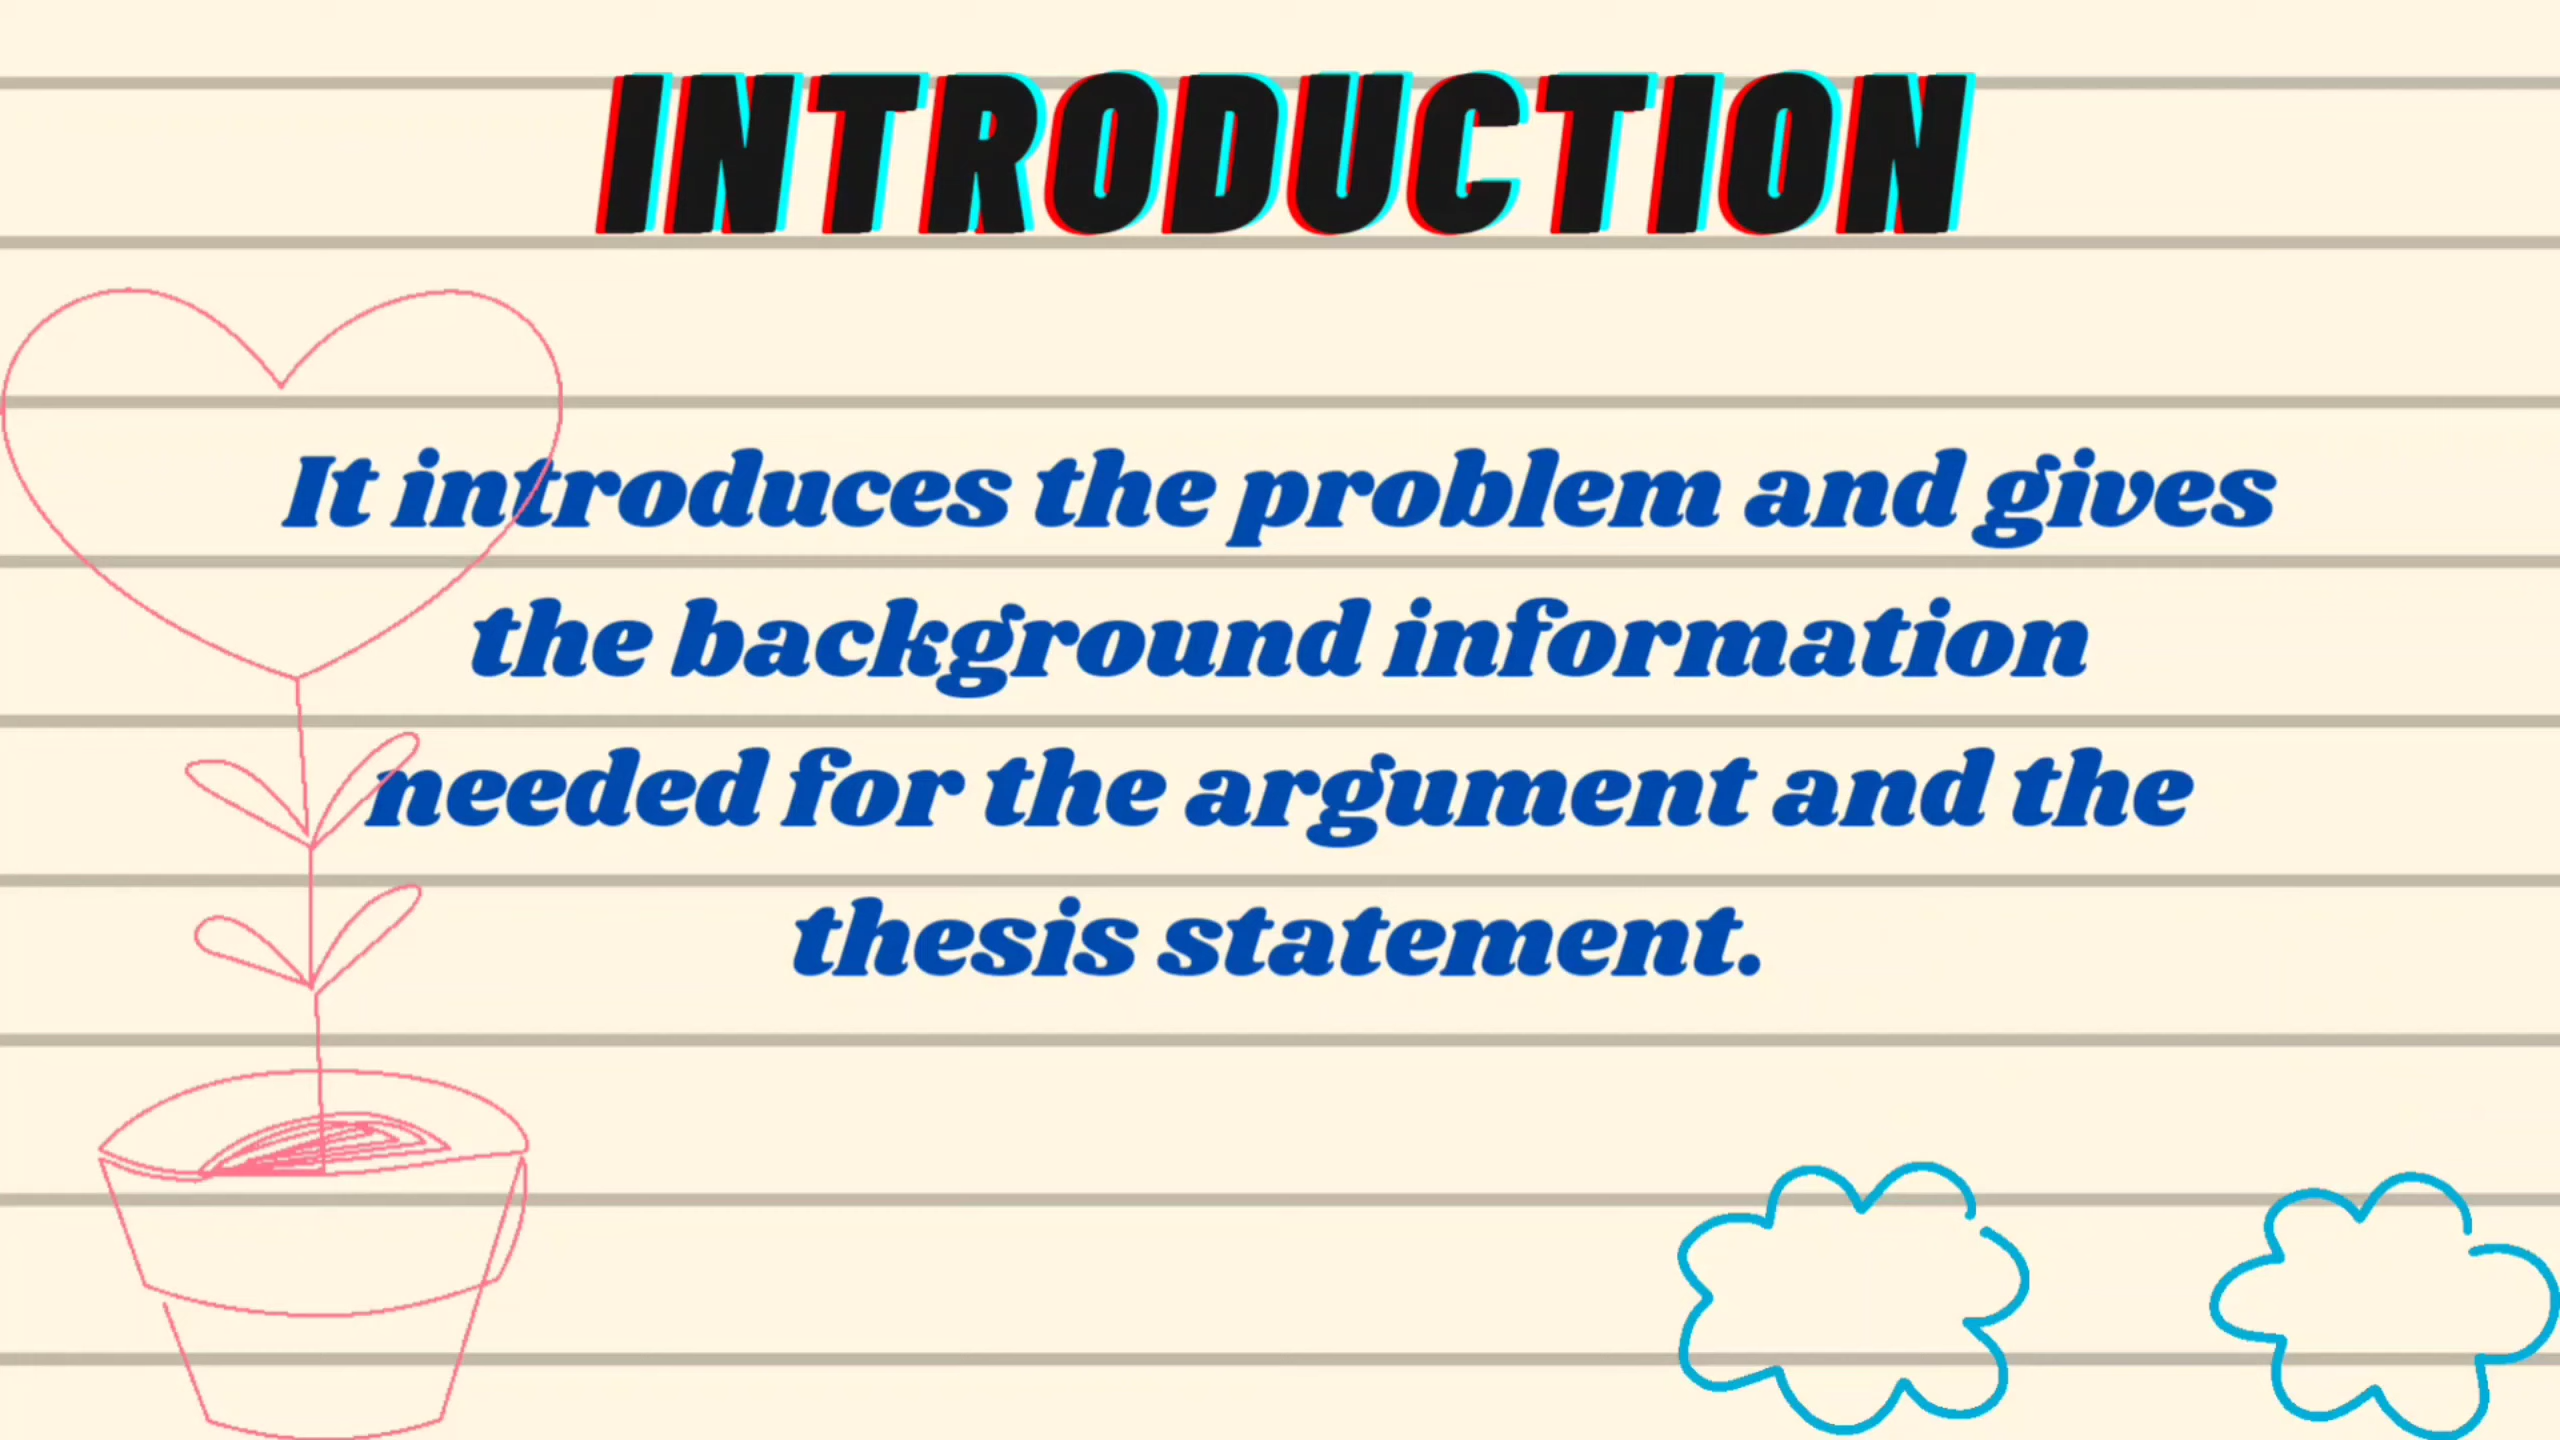 INTRODUCTION
It introduces the problem and gives
the background information
needed for the argument and the
thesis statement.